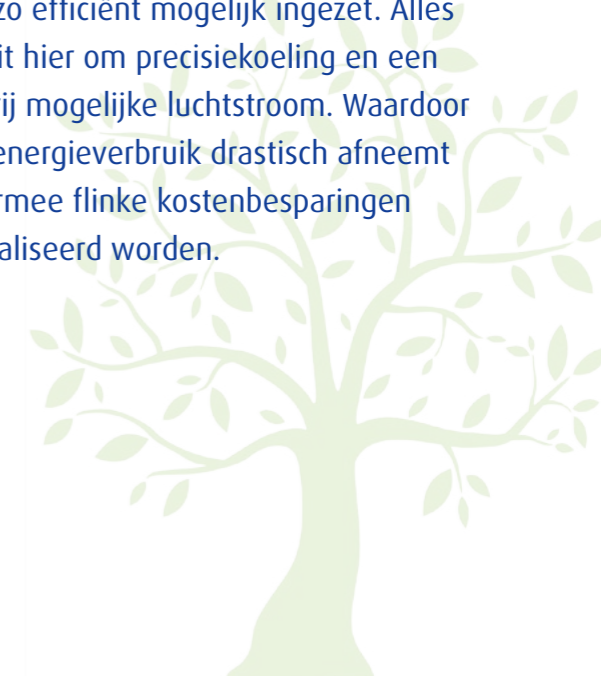 zo efficiënt mogelijk ingezet. Alles
it hier om precisiekoeling en een
ij mogelijke luchtstroom. Waardoor
energieverbruik drastisch afneemt
rmee flinke kostenbesparingen
aliseerd worden.